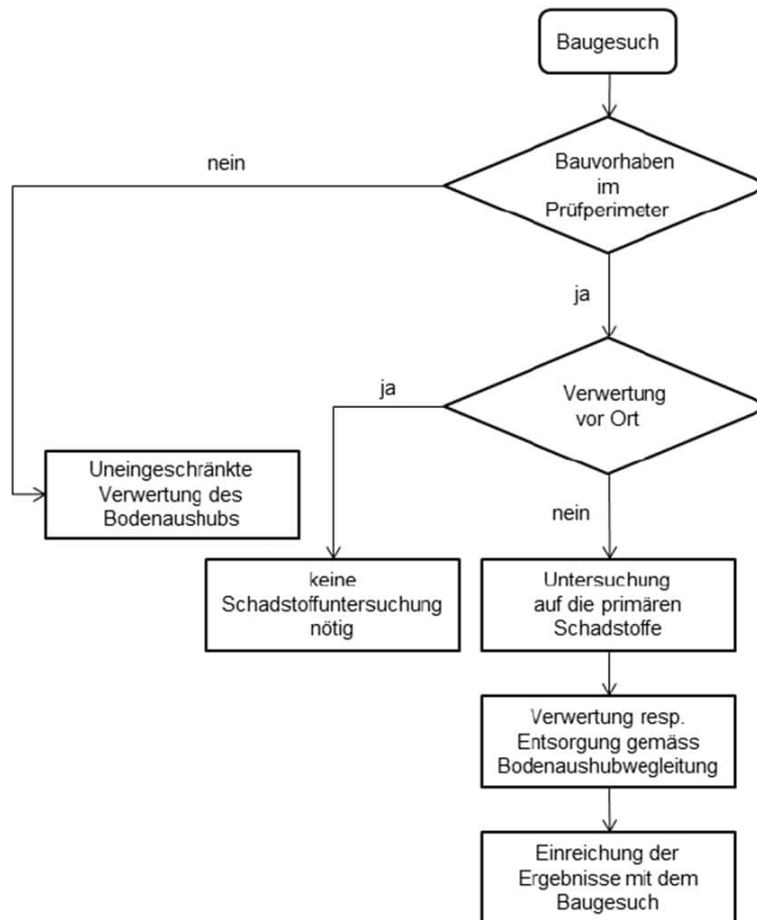 Baugesuch
Bauvorhaben
im
Prüfperimeter
nein
ja
Verwertung
vor Ort
ja
Uneingeschränkte
Verwertung des
Bodenaushubs
nein
keine
Schadstoffuntersuchung
nötig
Untersuchung
auf die primären
Schadstoffe
Verwertung resp.
Entsorgung gemäss
Bodenaushubwegleitung
Einreichung der
Ergebnisse mit dem
Baugesuch